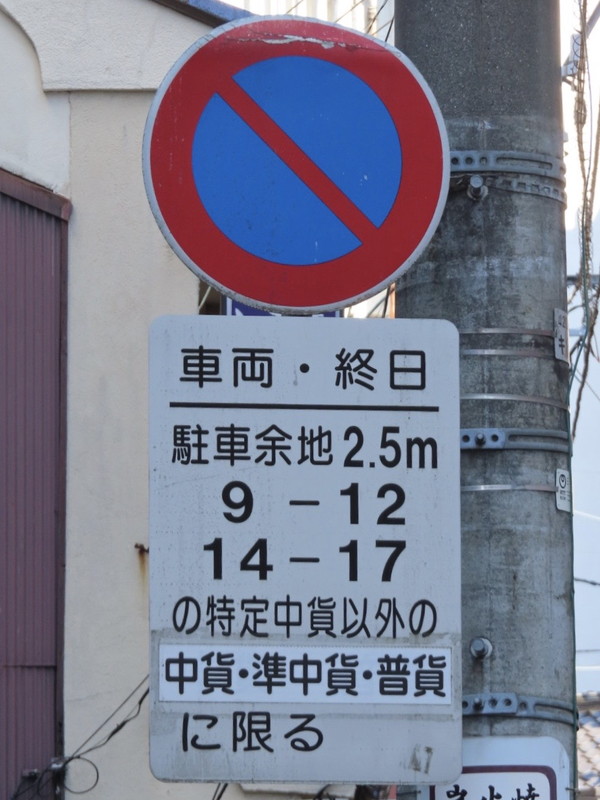 車両・終日
駐車余地2.5m
9－12
14－17
の特定中貨以外の
中貨・準中貨・普貨
に限る